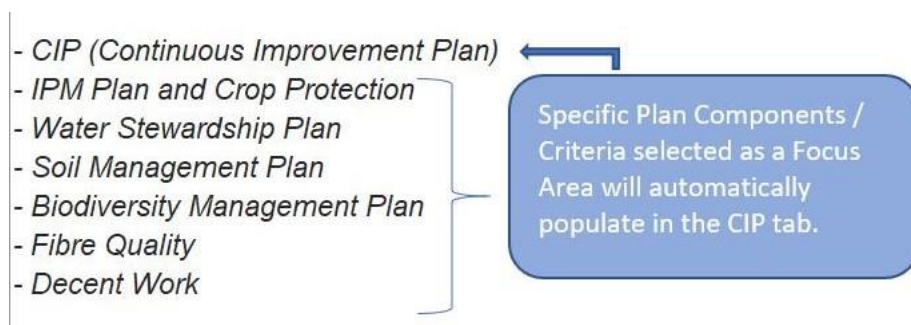 - CIP (Continuous Improvement Plan)
- IPM Plan and Crop Protection
- Water Stewardship Plan
- Soil Management Plan
- Biodiversity Management Plan
- Fibre Quality
- Decent Work
Specific Plan Components /
Criteria selected as a Focus
Area will automatically
populate in the CIP tab.